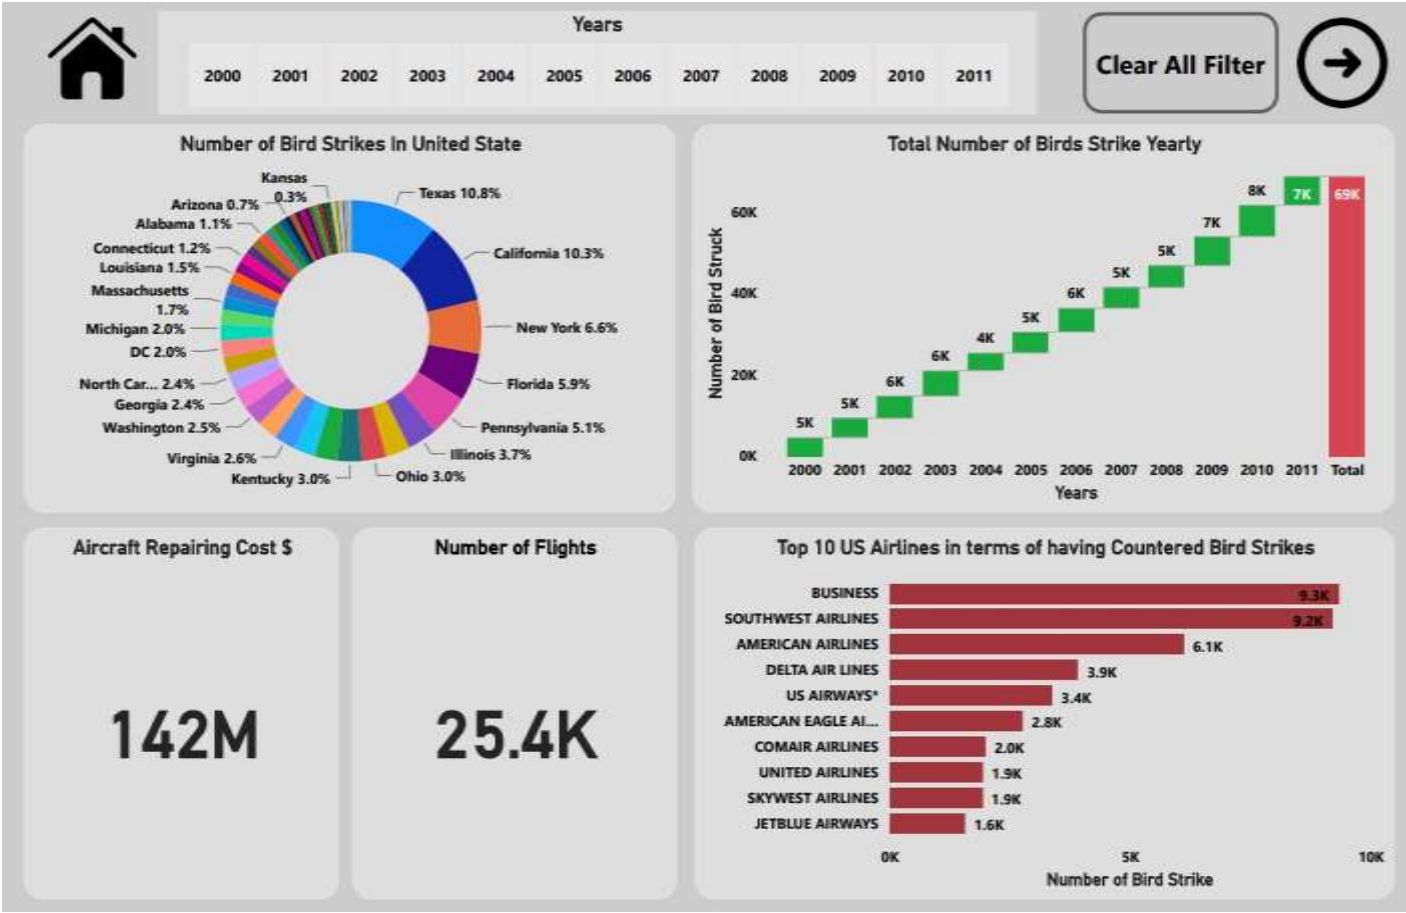 Years
2000 2001 2002 2003 2004 2005 2006 2007 2008 2009 2010 2011
Clear All Filter
Number of Bird Strikes In United State
Kansas
0.3%
Arizona 0.7%
Alabama 1.1%
Connecticut 1.2%
Louisiana 1.5%
Massachusetts
1.7%
Michigan 2.0%
DC 2.0%
North Car... 2.4%
Georgia 2.4%
Washington 2.5%
Virginia 2.6%
Kentucky 3.0%
Texas 10.8%
California 10.3%
New York 6.6%
Florida 5.9%
Pennsylvania 5.1%
Illinois 3.7%
Ohio 3.0%
Total Number of Birds Strike Yearly
Number of Bird Struck
60K
40K
20K
0K
5K
5K
6K
6K
4K
5K
6K
5K
5K
7K
8K
7K
69K
2000 2001 2002 2003 2004 2005 2006 2007 2008 2009 2010 2011 Total
Years
Aircraft Repairing Cost $
142M
Number of Flights
25.4K
Top 10 US Airlines in terms of having Countered Bird Strikes
BUSINESS 9.3K
SOUTHWEST AIRLINES 9.2K
AMERICAN AIRLINES 6.1K
DELTA AIR LINES 3.9K
US AIRWAYS* 3.4K
AMERICAN EAGLE AI... 2.8K
COMAIR AIRLINES 2.0K
UNITED AIRLINES 1.9K
SKYWEST AIRLINES 1.9K
JETBLUE AIRWAYS 1.6K
0K 5K 10K
Number of Bird Strike